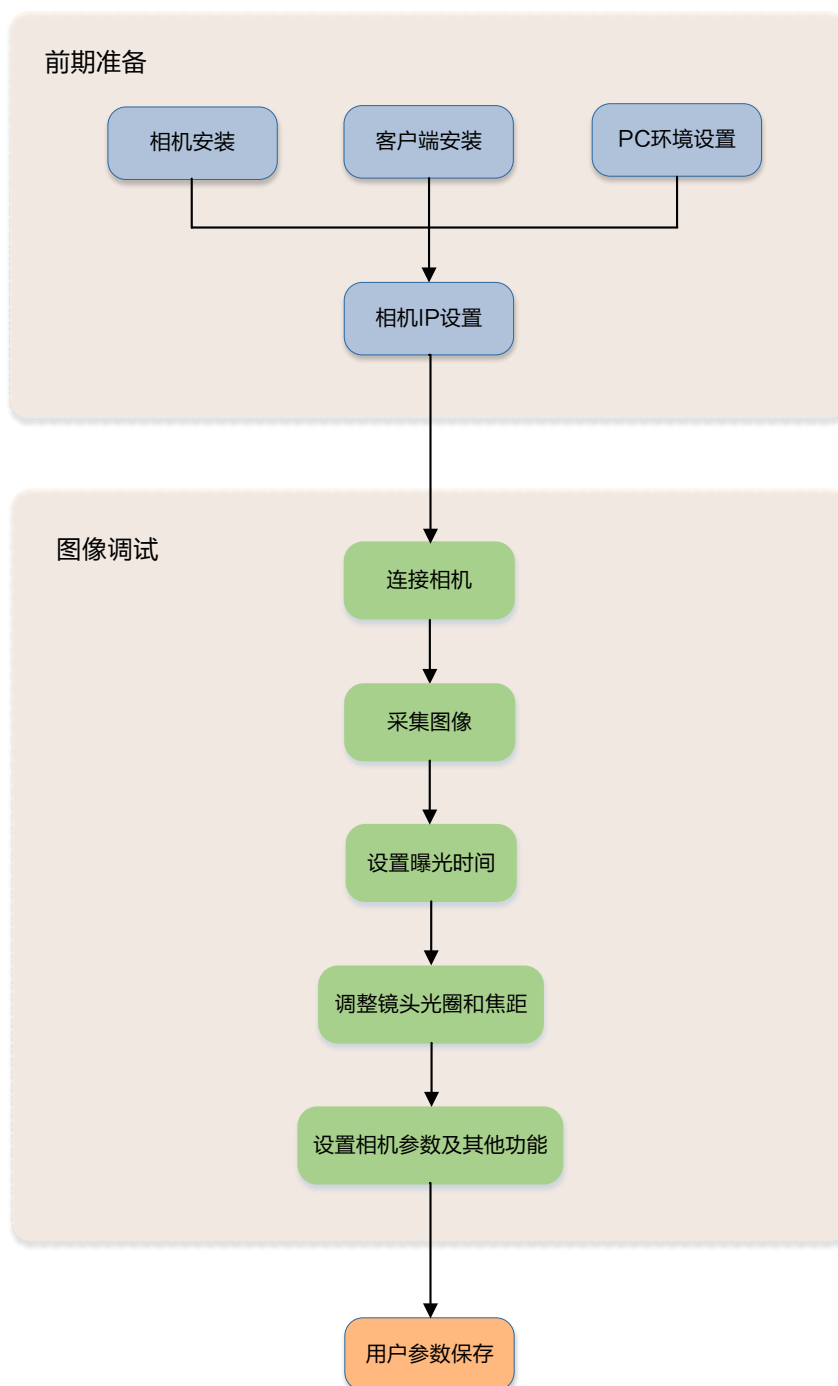 前期准备
相机安装
客户端安装
PC环境设置
相机IP设置
图像调试
连接相机
采集图像
设置曝光时间
调整镜头光圈和焦距
设置相机参数及其他功能
用户参数保存